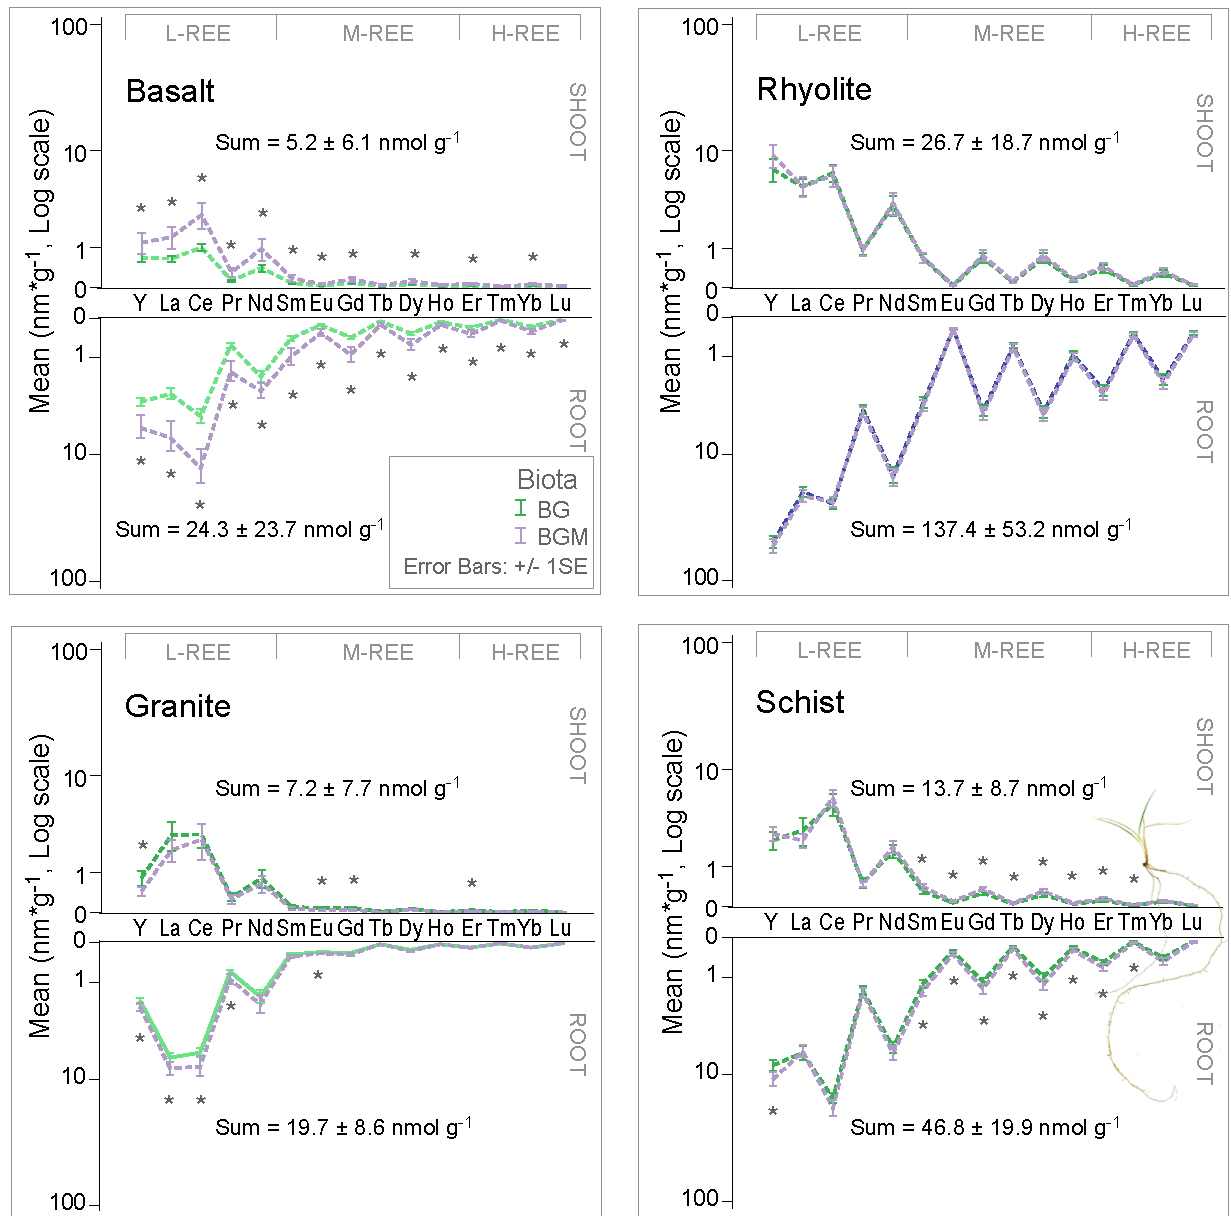 L-REE M-REE H-REE
Basalt
SHOOT
Sum = 5.2 ± 6.1 nmol g-1
100
10
1
0
Mean (nm*g-1, Log scale)
* * * * * * * * * * *
Y La Ce Pr Nd Sm Eu Gd Tb Dy Ho Er Tm Yb Lu
0
1
10
100
* * * * * * * * * * * * * * *
ROOT
Sum = 24.3 ± 23.7 nmol g-1
Biota
BG
BGM
Error Bars: +/- 1SE
L-REE M-REE H-REE
Rhyolite
SHOOT
Sum = 26.7 ± 18.7 nmol g-1
100
10
1
0
Mean (nm*g-1, Log scale)
Y La Ce Pr Nd Sm Eu Gd Tb Dy Ho Er Tm Yb Lu
0
1
10
100
ROOT
Sum = 137.4 ± 53.2 nmol g-1
L-REE M-REE H-REE
Granite
SHOOT
Sum = 7.2 ± 7.7 nmol g-1
100
10
1
0
Mean (nm*g-1, Log scale)
* * * *
Y La Ce Pr Nd Sm Eu Gd Tb Dy Ho Er Tm Yb Lu
0
1
10
100
* * * * *
ROOT
Sum = 19.7 ± 8.6 nmol g-1
L-REE M-REE H-REE
Schist
SHOOT
Sum = 13.7 ± 8.7 nmol g-1
100
10
1
0
Mean (nm*g-1, Log scale)
* * * * * * * *
Y La Ce Pr Nd Sm Eu Gd Tb Dy Ho Er Tm Yb Lu
0
1
10
100
* * * * * * * * *
ROOT
Sum = 46.8 ± 19.9 nmol g-1